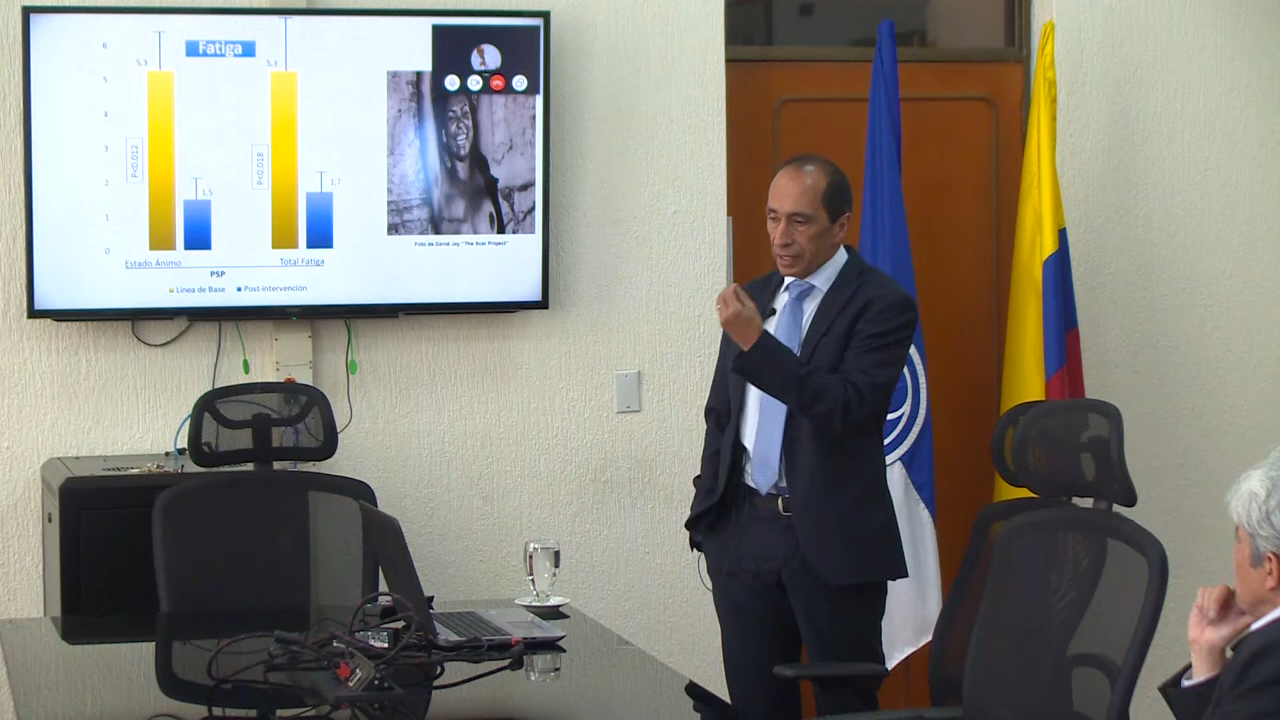 Fatiga
6
5
4
3
2
1
0
5,3
P<0,012
1,5
5,3
P<0,018
1,7
Estado Ánimo
Total Fatiga
PSP
Línea de Base
Post-intervención
Foto de David Jay "The Scar Project"